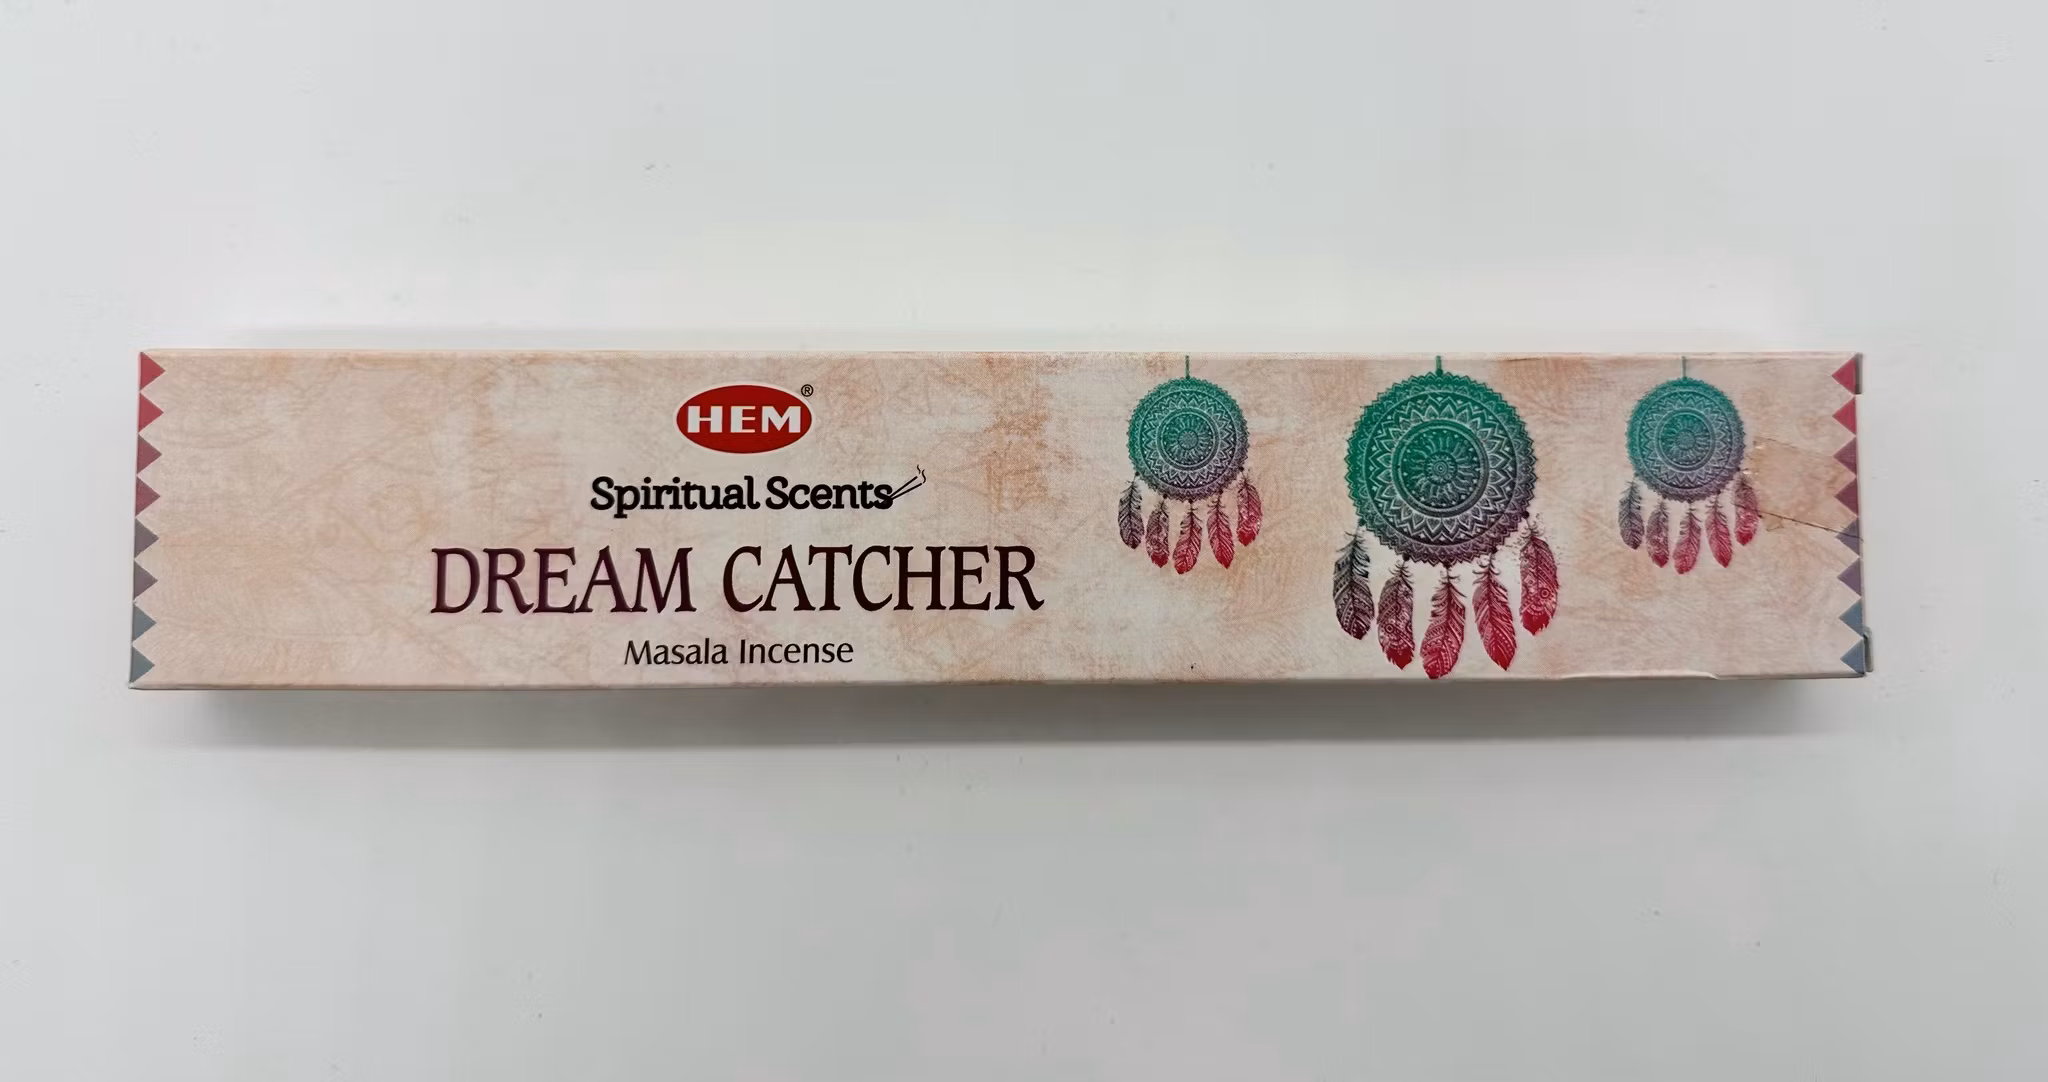 HEM®
Spiritual Scents
DREAM CATCHER
Masala Incense